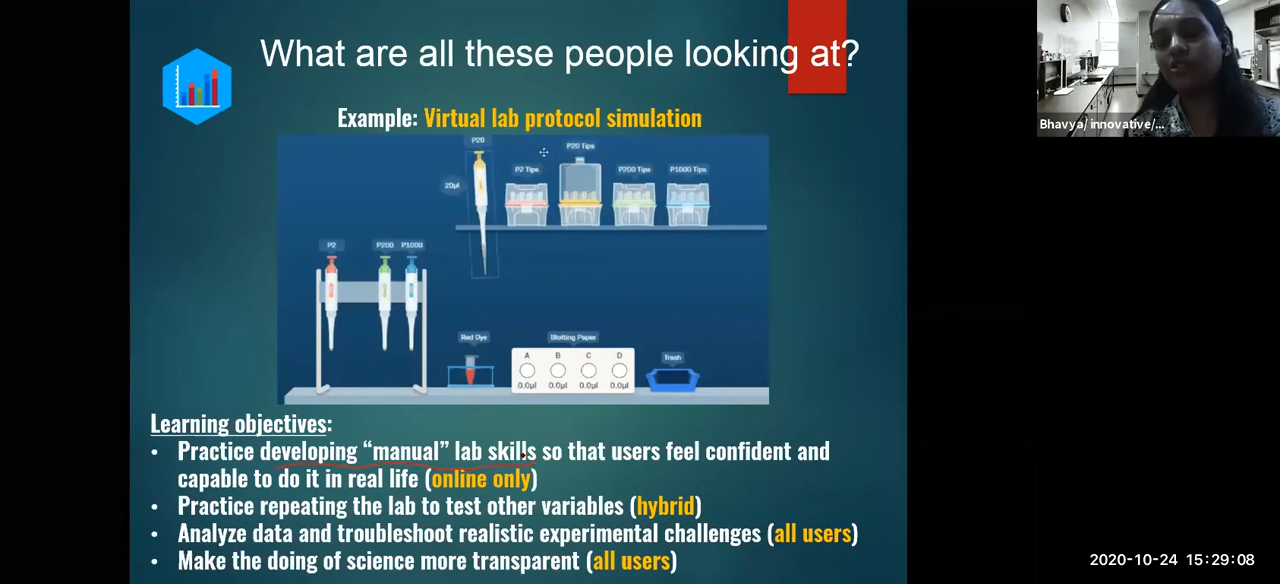 What are all these people looking at?
Bhavya/ innovative/...
Example: Virtual lab protocol simulation
P20
P20 Tips
P2 Tips
P200 Tips
P1000 Tips
20µl
P2
P200
P1000
Red Dye
Blotting Paper
Trash
A B C D
0.0µl 0.0µl 0.0µl 0.0µl
Learning objectives:
• Practice developing “manual” lab skills so that users feel confident and
capable to do it in real life (online only)
• Practice repeating the lab to test other variables (hybrid)
• Analyze data and troubleshoot realistic experimental challenges (all users)
• Make the doing of science more transparent (all users)
2020-10-24 15:29:08